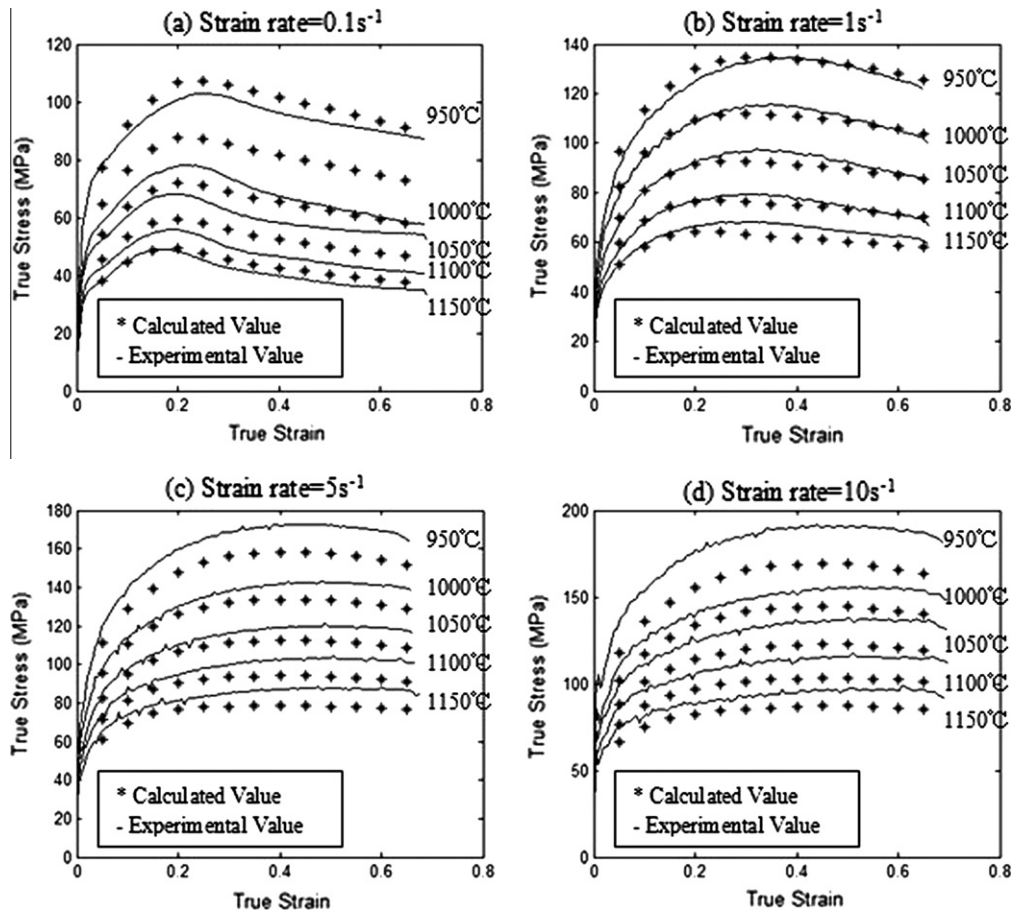 (a) Strain rate=0.1s⁻¹
True Stress (MPa)
120
100
80
60
40
20
0
950℃
1000℃
1050℃
1100℃
1150℃
* Calculated Value
- Experimental Value
0 0.2 0.4 0.6 0.8
True Strain
(b) Strain rate=1s⁻¹
True Stress (MPa)
140
120
100
80
60
40
20
0
950℃
1000℃
1050℃
1100℃
1150℃
* Calculated Value
- Experimental Value
0 0.2 0.4 0.6 0.8
True Strain
(c) Strain rate=5s⁻¹
True Stress (MPa)
180
160
140
120
100
80
60
40
20
0
950℃
1000℃
1050℃
1100℃
1150℃
* Calculated Value
- Experimental Value
0 0.2 0.4 0.6 0.8
True Strain
(d) Strain rate=10s⁻¹
True Stress (MPa)
200
150
100
50
0
950℃
1000℃
1050℃
1100℃
1150℃
* Calculated Value
- Experimental Value
0 0.2 0.4 0.6 0.8
True Strain